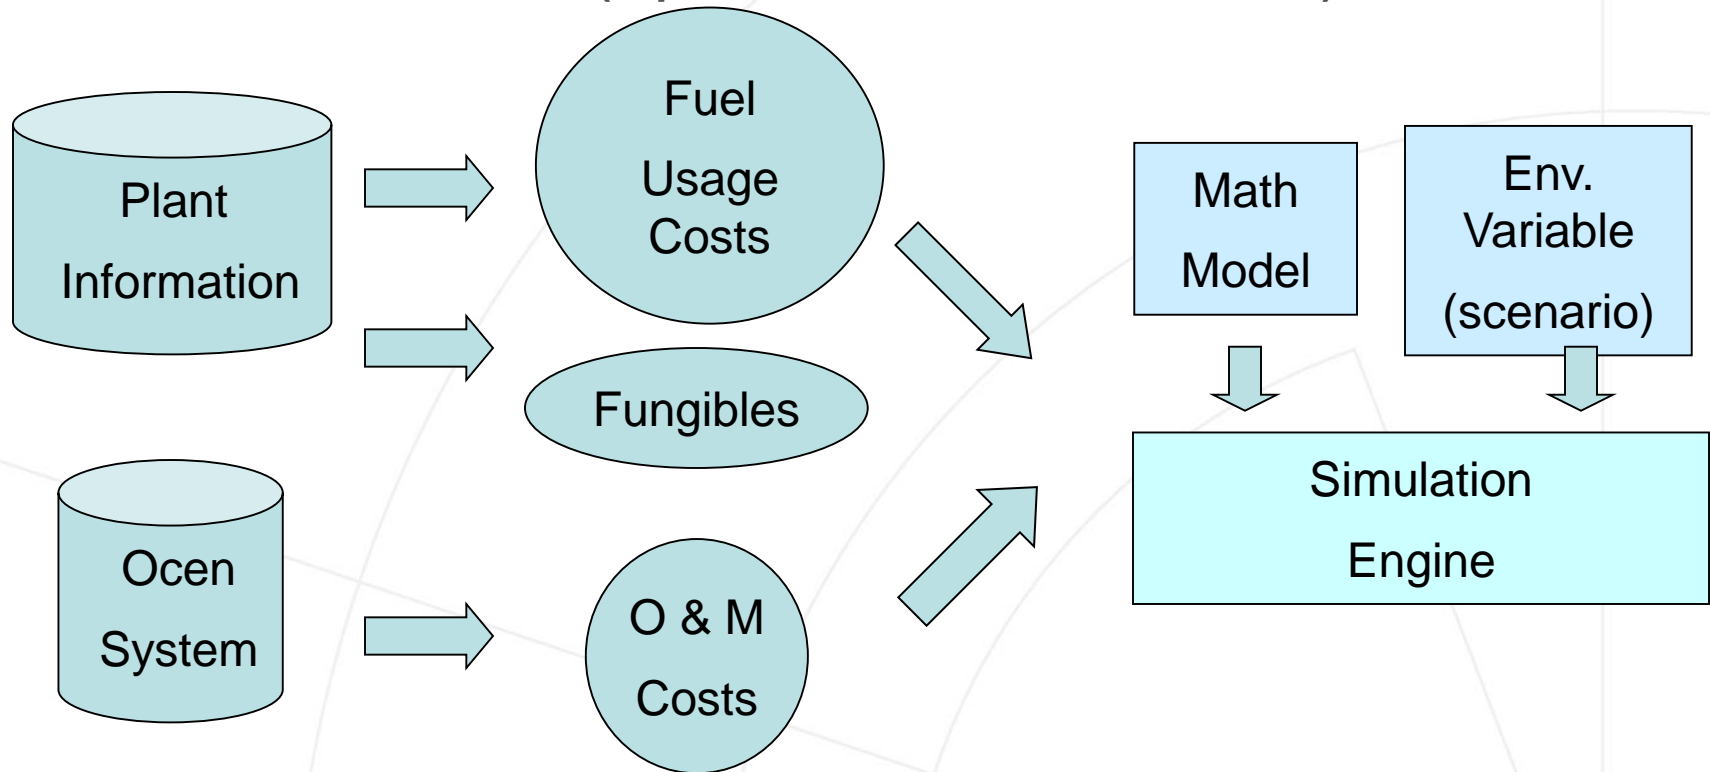 Fuel
Usage
Costs
Plant
Information
Fungibles
Ocen
System
O & M
Costs
Math
Model
Env.
Variable
(scenario)
Simulation
Engine